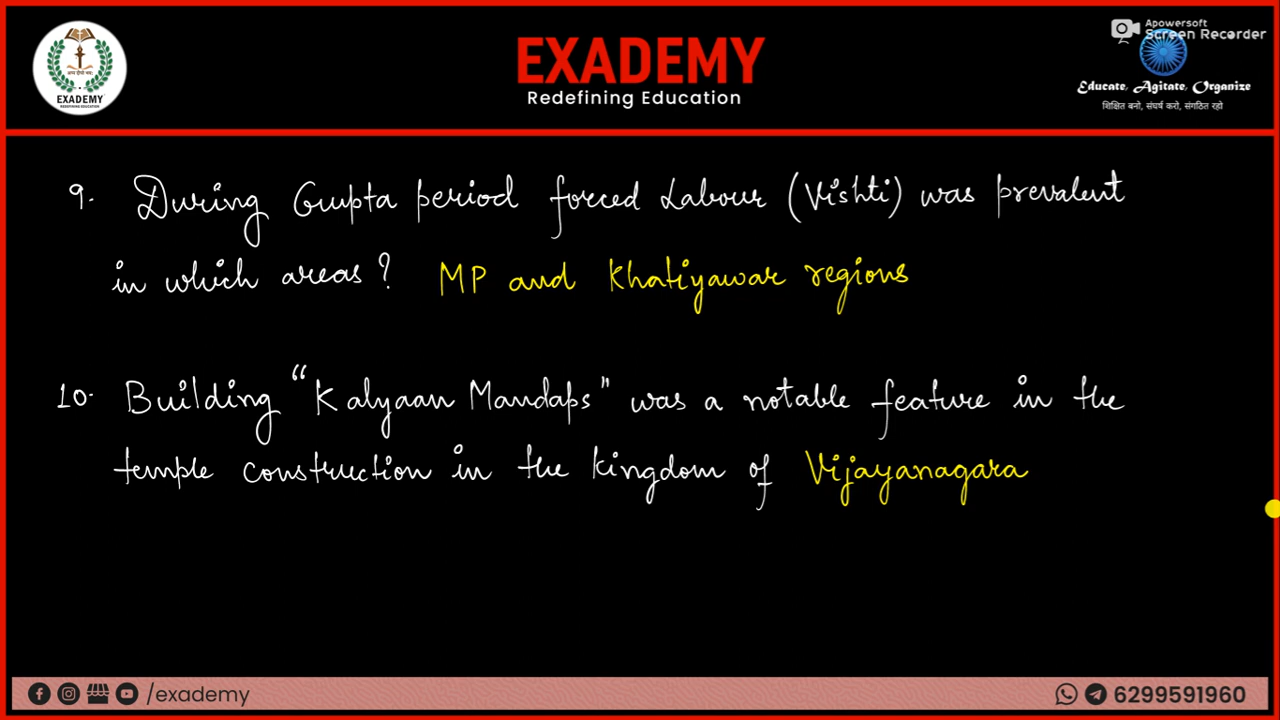 EXADEMY
REDEFINING EDUCATION
EXADEMY
Redefining Education
Apowersoft
Screen Recorder
Educate, Agitate, Organize
शिक्षित बनो, संघर्ष करो, संगठित रहो
9. During Gupta period forced Labour (Vishti) was prevalent
in which areas? MP and Khatiyawar regions
10. Building "Kalyaan Mandaps" was a notable feature in the
temple construction in the kingdom of Vijayanagara
/exademy
6299591960